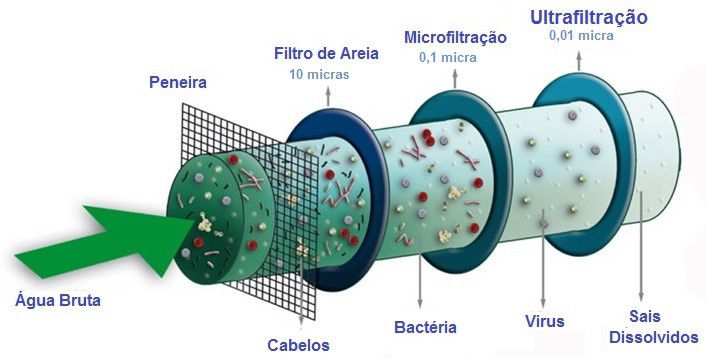 Ultrafiltração
0,01 micra
Microfiltração
0,1 micra
Filtro de Areia
10 micras
Peneira
Água Bruta
Cabelos
Bactéria
Virus
Sais
Dissolvidos